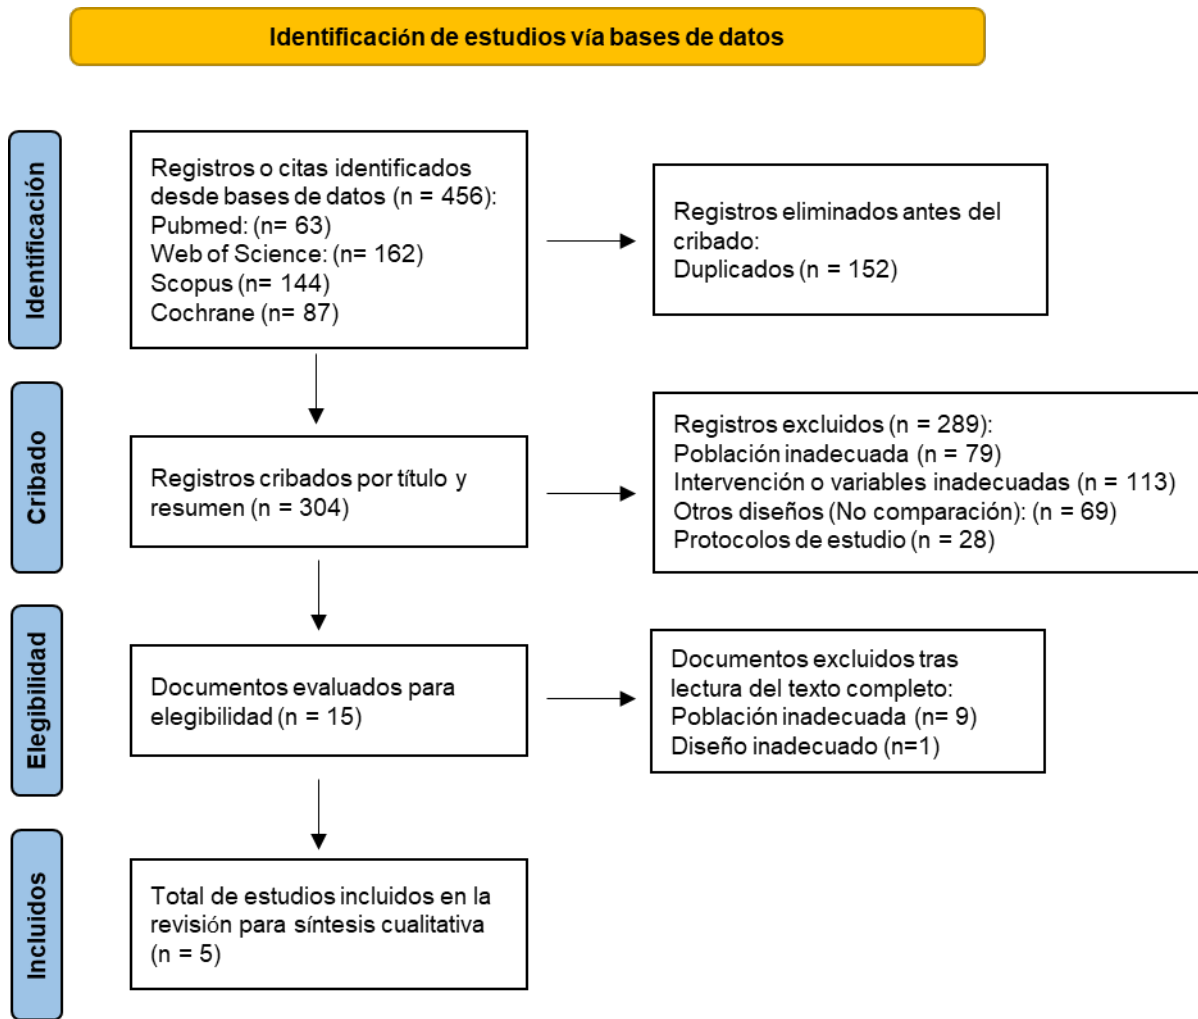 Identificación de estudios vía bases de datos
Identificación
Registros o citas identificados
desde bases de datos (n = 456):
Pubmed: (n= 63)
Web of Science: (n= 162)
Scopus (n= 144)
Cochrane (n= 87)
Registros eliminados antes del
cribado:
Duplicados (n = 152)
Cribado
Registros cribados por título y
resumen (n = 304)
Registros excluidos (n = 289):
Población inadecuada (n = 79)
Intervención o variables inadecuadas (n = 113)
Otros diseños (No comparación): (n = 69)
Protocolos de estudio (n = 28)
Elegibilidad
Documentos evaluados para
elegibilidad (n = 15)
Documentos excluidos tras
lectura del texto completo:
Población inadecuada (n= 9)
Diseño inadecuado (n=1)
Incluidos
Total de estudios incluidos en la
revisión para síntesis cualitativa
(n = 5)